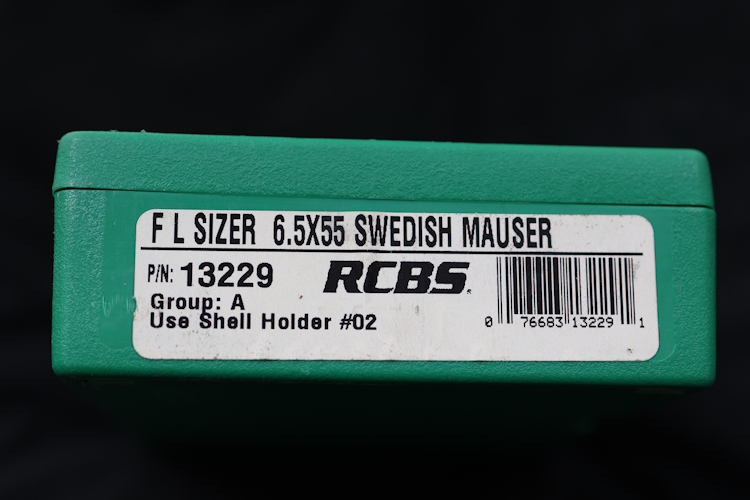 F L SIZER 6.5X55 SWEDISH MAUSER
P/N: 13229
RCBS.
Group: A
Use Shell Holder #02
0 76683 13229 1